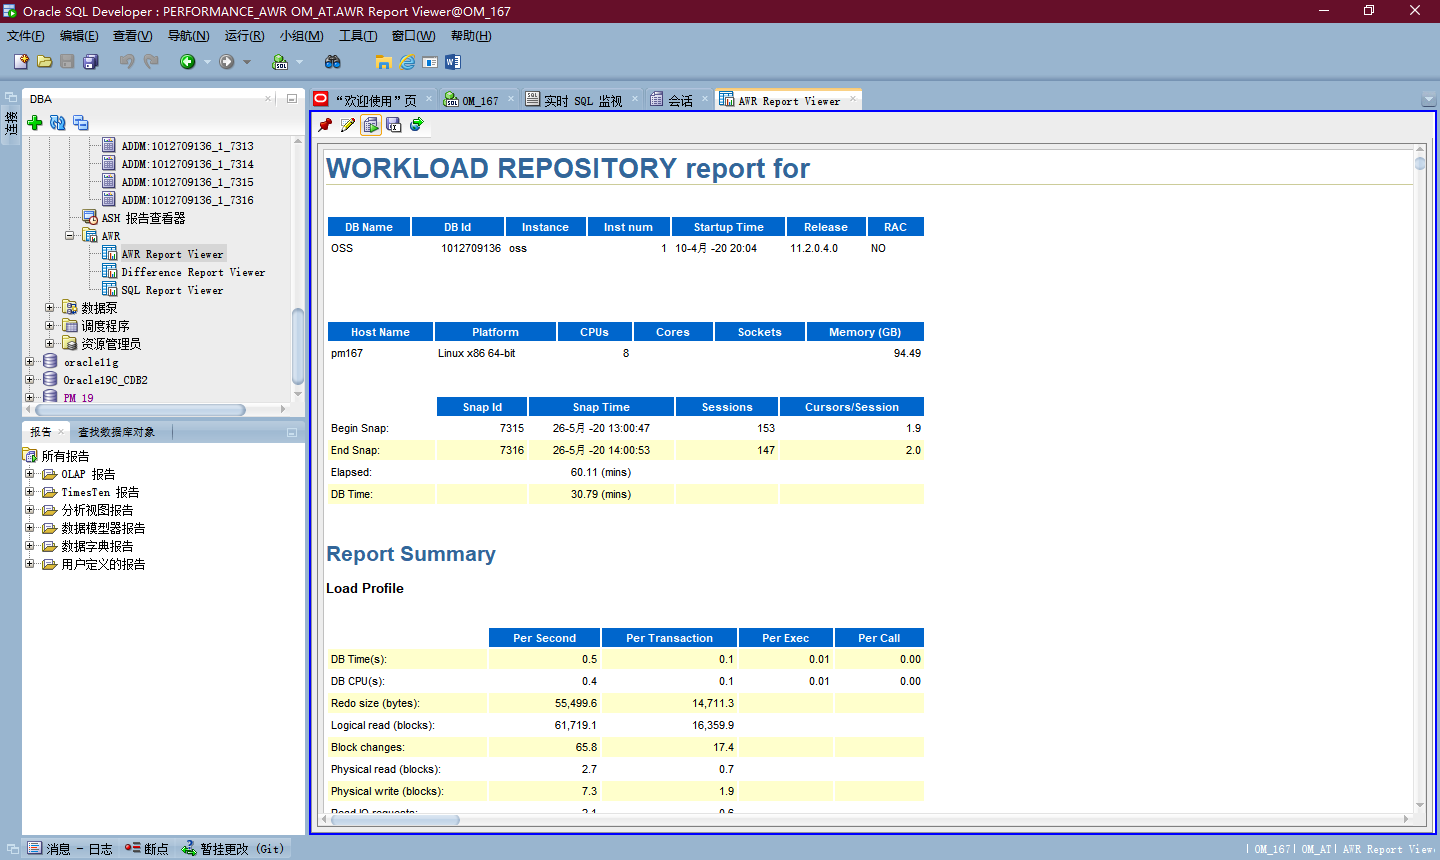 Oracle SQL Developer : PERFORMANCE_AWR OM_AT.AWR Report Viewer@OM_167
文件(F) 编辑(E) 查看(V) 导航(N) 运行(R) 小组(M) 工具(T) 窗口(W) 帮助(H)
连接
DBA
ADDM:1012709136_1_7313
ADDM:1012709136_1_7314
ADDM:1012709136_1_7315
ADDM:1012709136_1_7316
ASH 报告查看器
AWR
AWR Report Viewer
Difference Report Viewer
SQL Report Viewer
数据泵
调度程序
资源管理员
oracle11g
Oracle19C_CDB2
PM_19
报告 查找数据库对象
所有报告
OLAP 报告
TimesTen 报告
分析视图报告
数据模型器报告
数据字典报告
用户定义的报告
“欢迎使用”页 OM_167 实时 SQL 监视 会话 AWR Report Viewer
WORKLOAD REPOSITORY report for
DB Name DB Id Instance Inst num Startup Time Release RAC
OSS 1012709136 oss 1 10-4月 -20 20:04 11.2.0.4.0 NO
Host Name Platform CPUs Cores Sockets Memory (GB)
pm167 Linux x86 64-bit 8 94.49
Snap Id Snap Time Sessions Cursors/Session
Begin Snap: 7315 26-5月 -20 13:00:47 153 1.9
End Snap: 7316 26-5月 -20 14:00:53 147 2.0
Elapsed: 60.11 (mins)
DB Time: 30.79 (mins)
Report Summary
Load Profile
Per Second Per Transaction Per Exec Per Call
DB Time(s): 0.5 0.1 0.01 0.00
DB CPU(s): 0.4 0.1 0.01 0.00
Redo size (bytes): 55,499.6 14,711.3
Logical read (blocks): 61,719.1 16,359.9
Block changes: 65.8 17.4
Physical read (blocks): 2.7 0.7
Physical write (blocks): 7.3 1.9
Read IO requests: 2.1 0.6
消息 - 日志 断点 暂挂更改 (Git)
OM_167 OM_AT AWR Report View